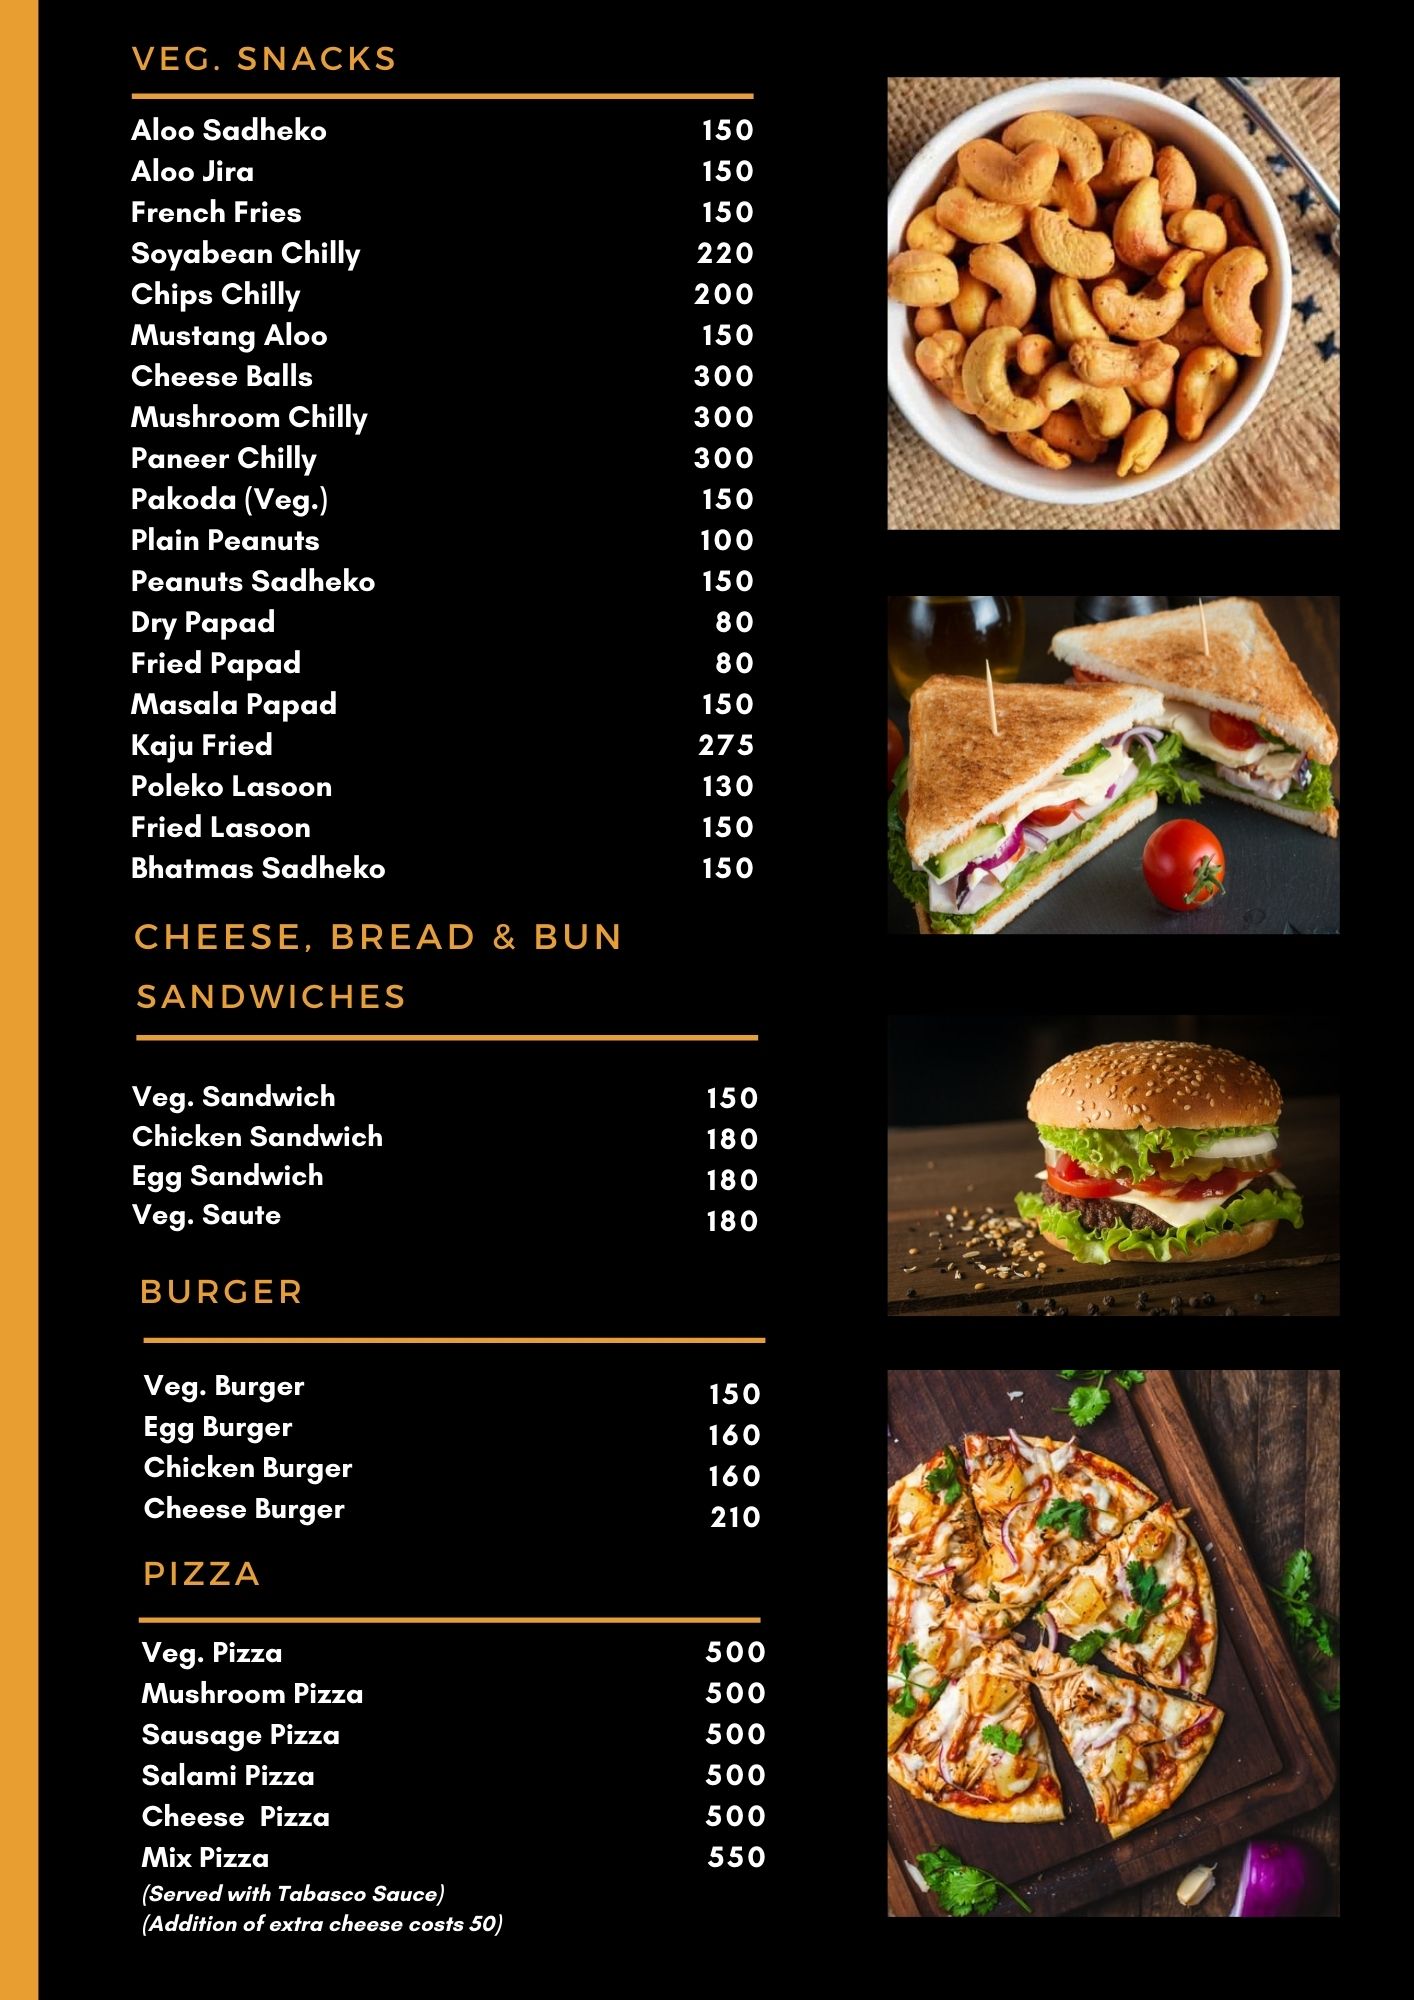 VEG. SNACKS
Aloo Sadheko 150
Aloo Jira 150
French Fries 150
Soyabean Chilly 220
Chips Chilly 200
Mustang Aloo 150
Cheese Balls 300
Mushroom Chilly 300
Paneer Chilly 300
Pakoda (Veg.) 150
Plain Peanuts 100
Peanuts Sadheko 150
Dry Papad 80
Fried Papad 80
Masala Papad 150
Kaju Fried 275
Poleko Lasoon 130
Fried Lasoon 150
Bhatmas Sadheko 150
CHEESE, BREAD & BUN
SANDWICHES
Veg. Sandwich 150
Chicken Sandwich 180
Egg Sandwich 180
Veg. Saute 180
BURGER
Veg. Burger 150
Egg Burger 160
Chicken Burger 160
Cheese Burger 210
PIZZA
Veg. Pizza 500
Mushroom Pizza 500
Sausage Pizza 500
Salami Pizza 500
Cheese  Pizza 500
Mix Pizza 550
(Served with Tabasco Sauce)
(Addition of extra cheese costs 50)